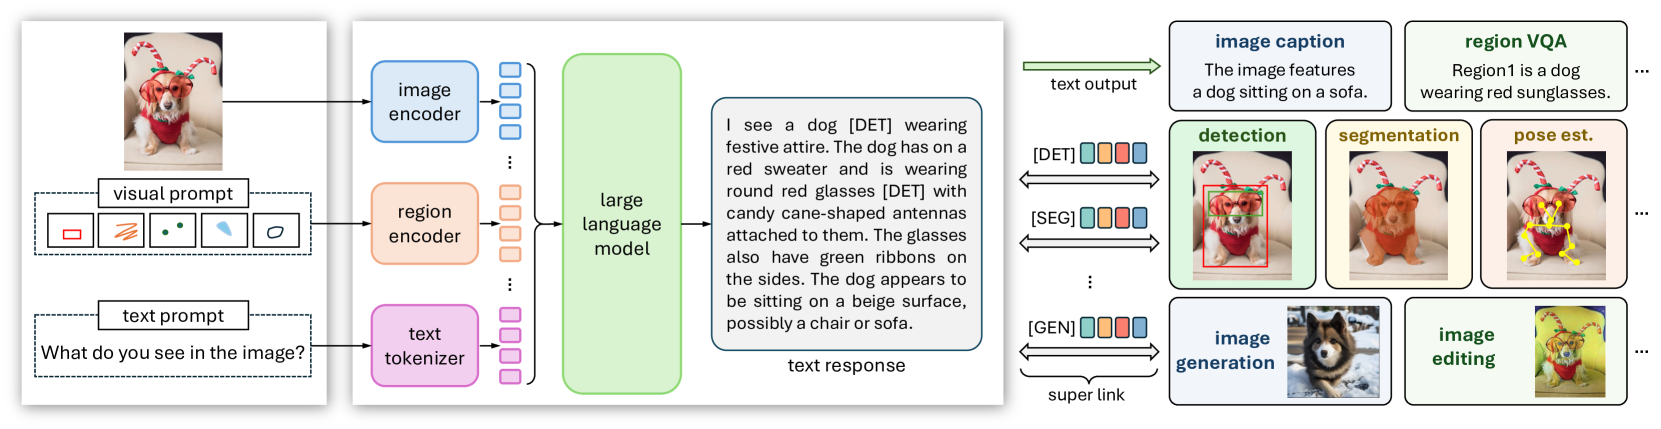 visual prompt
text prompt
What do you see in the image?
image
encoder
region
encoder
text
tokenizer
large
language
model
I see a dog [DET] wearing
festive attire. The dog has on a
red sweater and is wearing
round red glasses [DET] with
candy cane-shaped antennas
attached to them. The glasses
also have green ribbons on
the sides. The dog appears to
be sitting on a beige surface,
possibly a chair or sofa.
text response
text output
[DET]
[SEG]
[GEN]
super link
image caption
The image features
a dog sitting on a sofa.
region VQA
Region1 is a dog
wearing red sunglasses.
...
detection
segmentation
pose est.
...
image
generation
image
editing
...